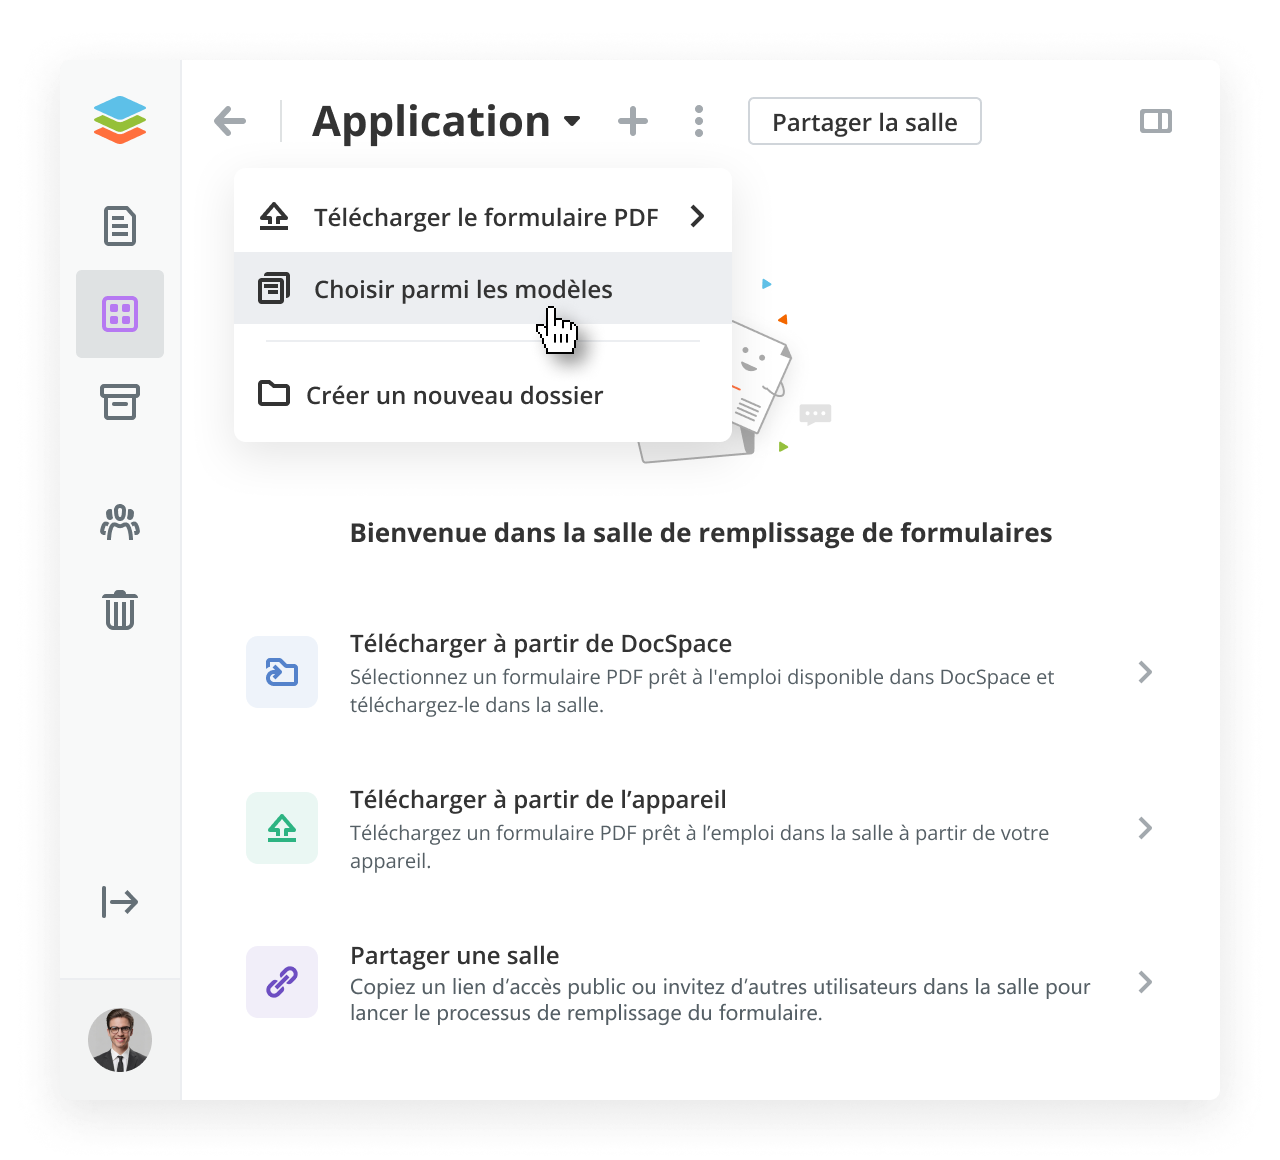 Application
Partager la salle
Télécharger le formulaire PDF
Choisir parmi les modèles
Créer un nouveau dossier
Bienvenue dans la salle de remplissage de formulaires
Télécharger à partir de DocSpace
Sélectionnez un formulaire PDF prêt à l'emploi disponible dans DocSpace et
téléchargez-le dans la salle.
Télécharger à partir de l’appareil
Téléchargez un formulaire PDF prêt à l’emploi dans la salle à partir de votre
appareil.
Partager une salle
Copiez un lien d’accès public ou invitez d’autres utilisateurs dans la salle pour
lancer le processus de remplissage du formulaire.